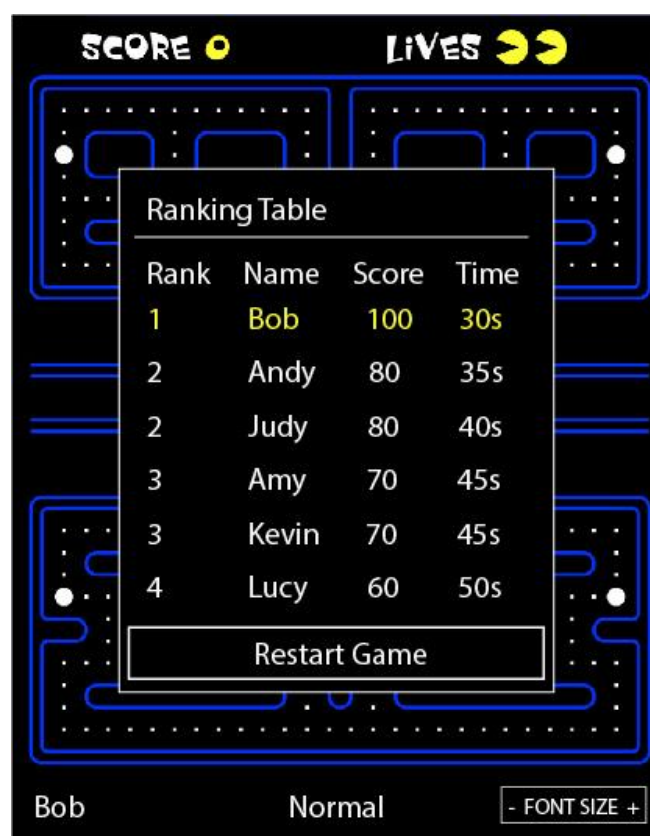 SCORE 0
LiVES
Ranking Table
Rank Name Score Time
1 Bob 100 30s
2 Andy 80 35s
2 Judy 80 40s
3 Amy 70 45s
3 Kevin 70 45s
4 Lucy 60 50s
Restart Game
Bob
Normal
- FONT SIZE +